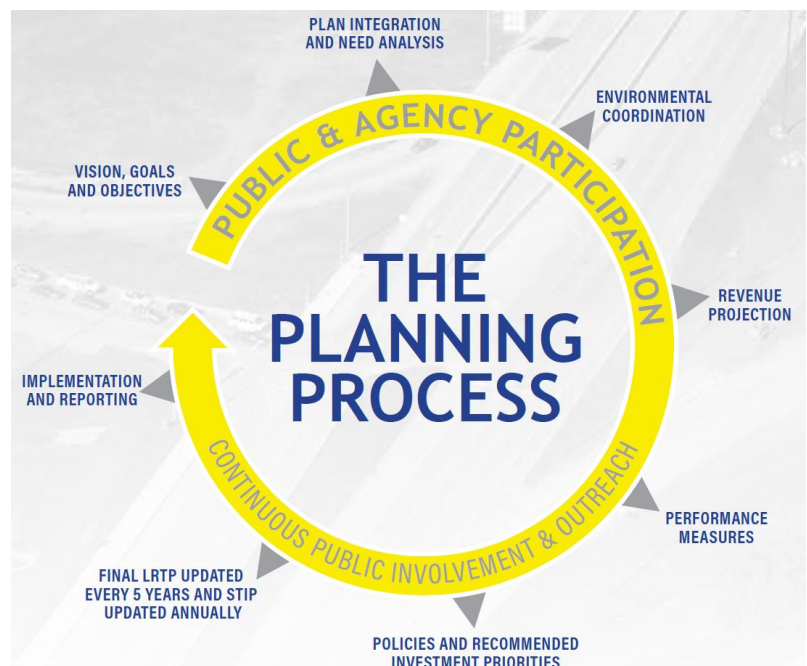 PLAN INTEGRATION
AND NEED ANALYSIS
ENVIRONMENTAL
COORDINATION
VISION, GOALS
AND OBJECTIVES
PUBLIC & AGENCY PARTICIPATION
THE
PLANNING
PROCESS
REVENUE
PROJECTION
IMPLEMENTATION
AND REPORTING
CONTINUOUS PUBLIC INVOLVEMENT & OUTREACH
PERFORMANCE
MEASURES
FINAL LRTP UPDATED
EVERY 5 YEARS AND STIP
UPDATED ANNUALLY
POLICIES AND RECOMMENDED
INVESTMENT PRIORITIES